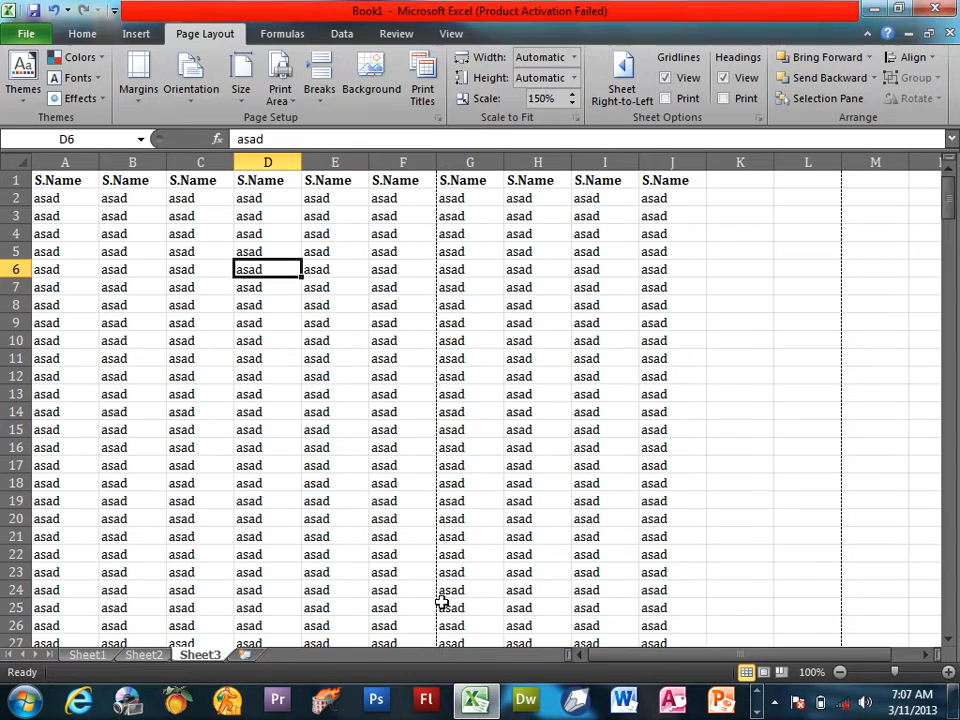 Book1 - Microsoft Excel (Product Activation Failed)
File Home Insert Page Layout Formulas Data Review View
Themes Colors Fonts Effects Themes
Margins Orientation Size Print Area Breaks Background Print Titles Page Setup
Width: Automatic Height: Automatic Scale: 150% Scale to Fit
Sheet Right-to-Left Gridlines View Print Headings View Print Sheet Options
Bring Forward Send Backward Selection Pane Align Group Rotate Arrange
D6 fx asad
A B C D E F G H I J K L M
1 S.Name S.Name S.Name S.Name S.Name S.Name S.Name S.Name S.Name S.Name
2 asad asad asad asad asad asad asad asad asad asad
3 asad asad asad asad asad asad asad asad asad asad
4 asad asad asad asad asad asad asad asad asad asad
5 asad asad asad asad asad asad asad asad asad asad
6 asad asad asad asad asad asad asad asad asad asad
7 asad asad asad asad asad asad asad asad asad asad
8 asad asad asad asad asad asad asad asad asad asad
9 asad asad asad asad asad asad asad asad asad asad
10 asad asad asad asad asad asad asad asad asad asad
11 asad asad asad asad asad asad asad asad asad asad
12 asad asad asad asad asad asad asad asad asad asad
13 asad asad asad asad asad asad asad asad asad asad
14 asad asad asad asad asad asad asad asad asad asad
15 asad asad asad asad asad asad asad asad asad asad
16 asad asad asad asad asad asad asad asad asad asad
17 asad asad asad asad asad asad asad asad asad asad
18 asad asad asad asad asad asad asad asad asad asad
19 asad asad asad asad asad asad asad asad asad asad
20 asad asad asad asad asad asad asad asad asad asad
21 asad asad asad asad asad asad asad asad asad asad
22 asad asad asad asad asad asad asad asad asad asad
23 asad asad asad asad asad asad asad asad asad asad
24 asad asad asad asad asad asad asad asad asad asad
25 asad asad asad asad asad asad asad asad asad asad
26 asad asad asad asad asad asad asad asad asad asad
27 asad asad asad asad asad asad asad asad asad asad
Sheet1 Sheet2 Sheet3
Ready 100%
Pr Ps Fl Dw 7:07 AM
3/11/2013